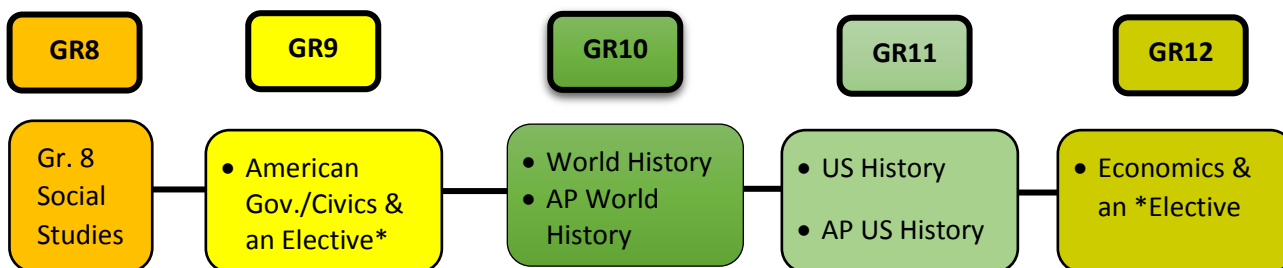 GR8
GR9
GR10
GR11
GR12
Gr. 8
Social
Studies
• American
Gov./Civics &
an Elective*
• World History
• AP World
History
• US History
• AP US History
• Economics &
an *Elective